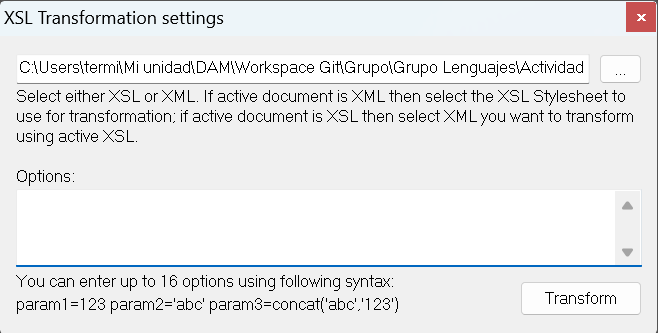 XSL Transformation settings
C:\Users\termi\Mi unidad\DAM\Workspace Git\Grupo\Grupo Lenguajes\Actividad
...
Select either XSL or XML. If active document is XML then select the XSL Stylesheet to
use for transformation; if active document is XSL then select XML you want to transform
using active XSL.
Options:
You can enter up to 16 options using following syntax:
param1=123 param2='abc' param3=concat('abc','123')
Transform